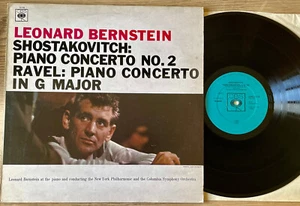 CBS
LEONARD BERNSTEIN
SHOSTAKOVITCH:
PIANO CONCERTO NO. 2
RAVEL: PIANO CONCERTO
IN G MAJOR
Leonard Bernstein at the piano and conducting the New York Philharmonic and the Columbia Symphony Orchestra